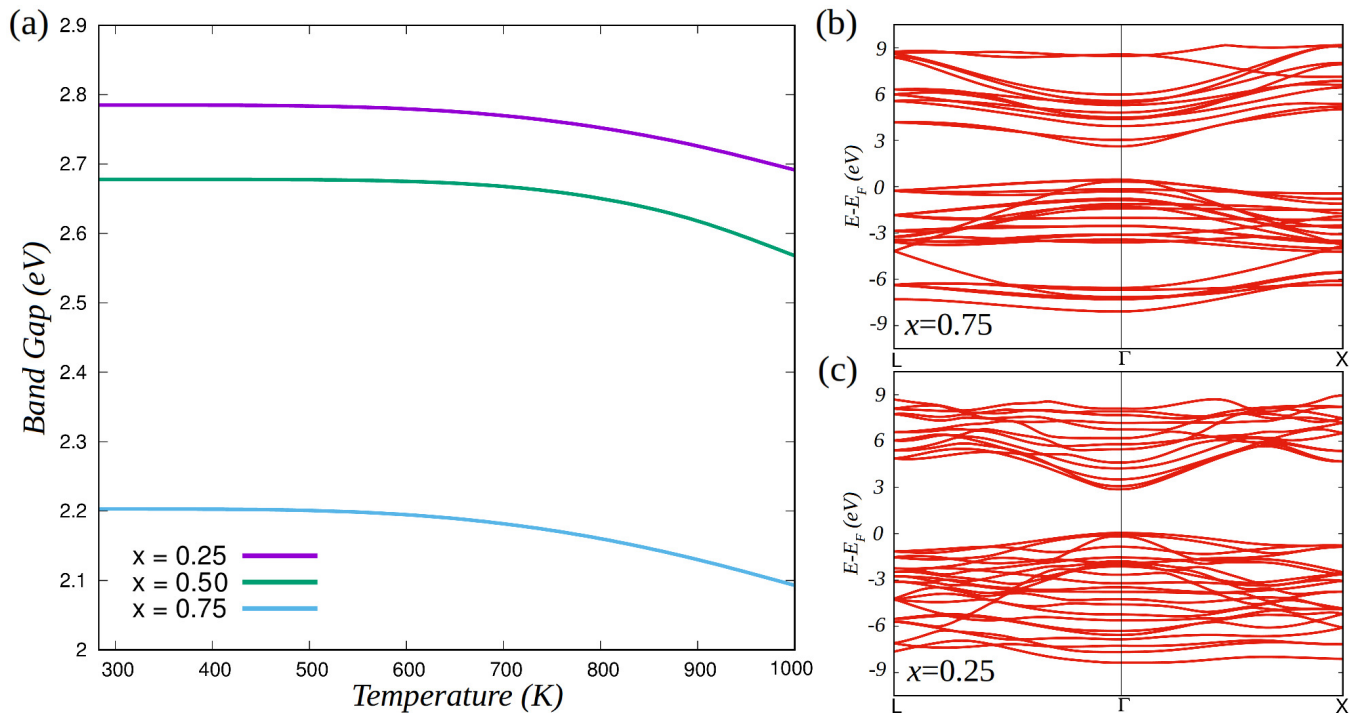 (a)
2.9
2.8
2.7
2.6
2.5
2.4
2.3
2.2
2.1
2
Band Gap (eV)
x = 0.25
x = 0.50
x = 0.75
300 400 500 600 700 800 900 1000
Temperature (K)
(b)
9
6
3
0
-3
-6
-9
E-E_F (eV)
x=0.75
L Γ X
(c)
9
6
3
0
-3
-6
-9
E-E_F (eV)
x=0.25
L Γ X